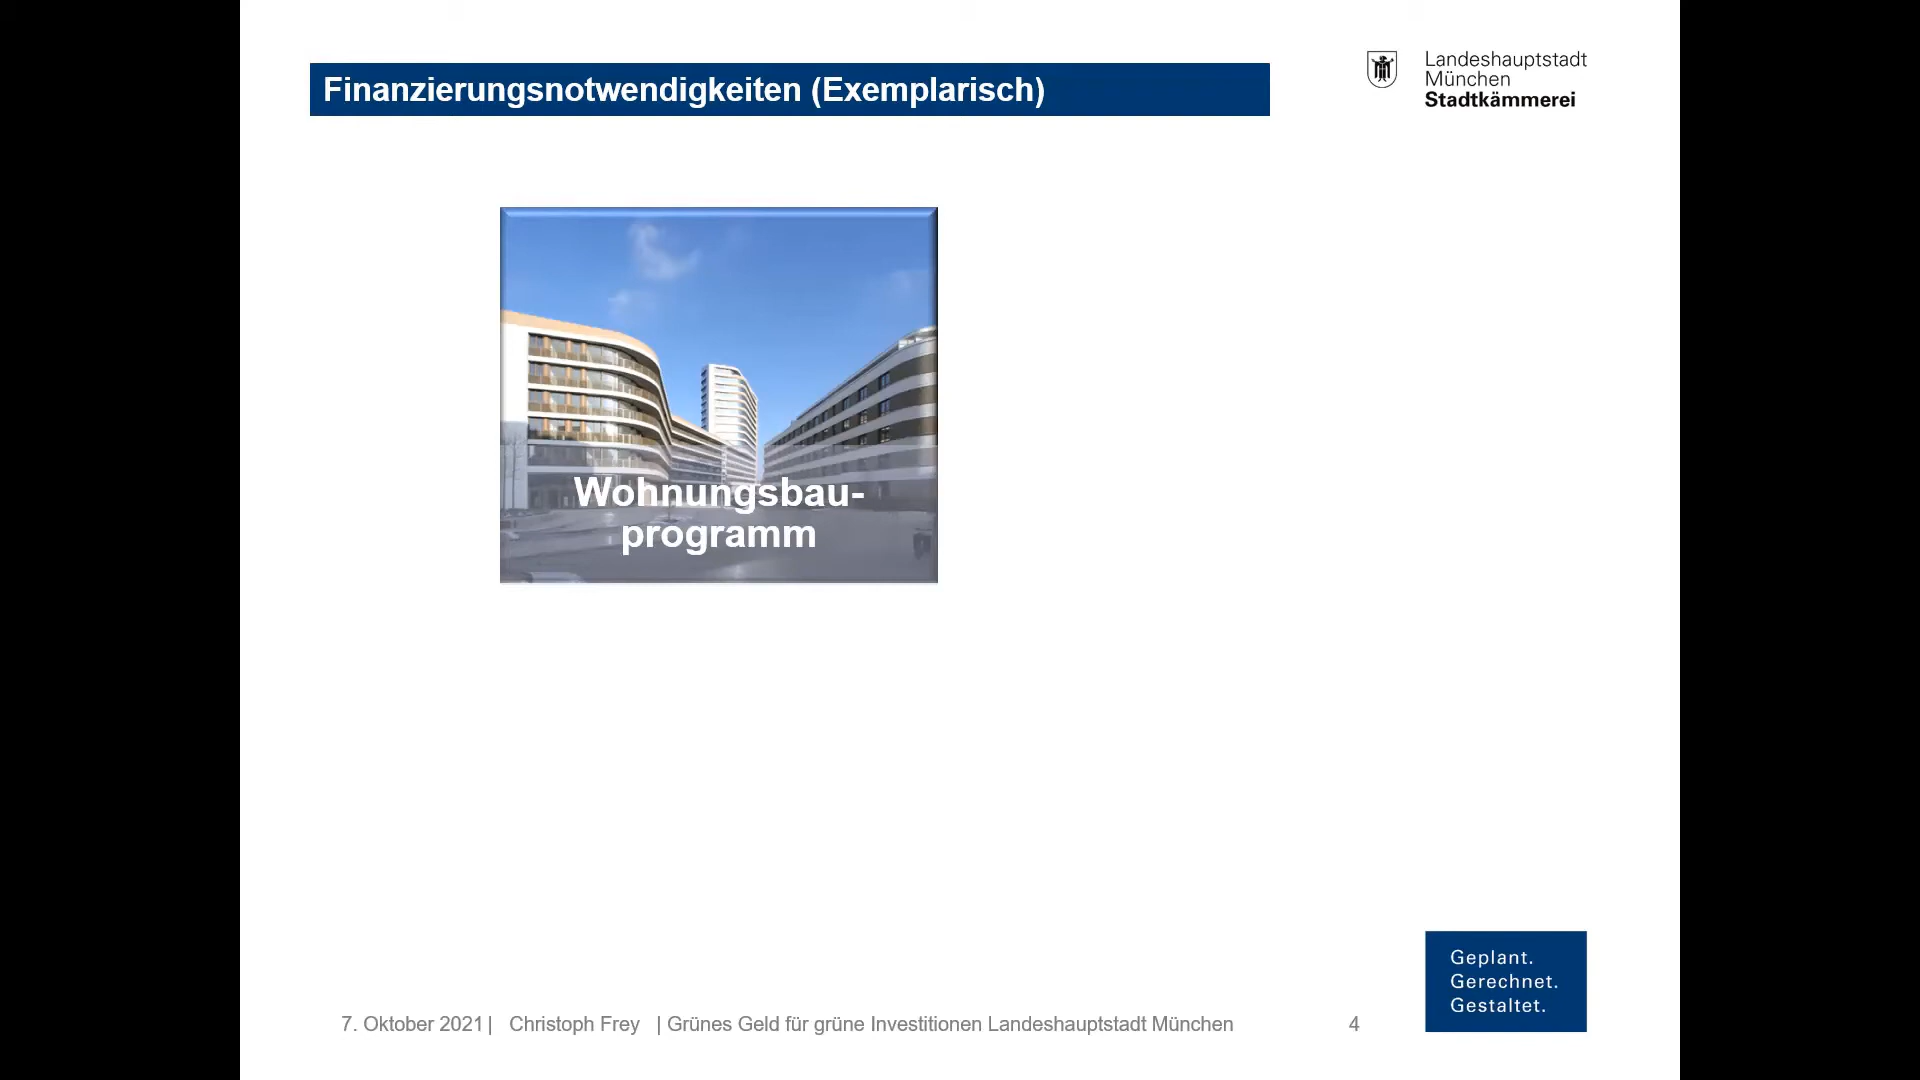 Finanzierungsnotwendigkeiten (Exemplarisch)
Landeshauptstadt
München
Stadtkämmerei
Wohnungsbau-
programm
Geplant.
Gerechnet.
Gestaltet.
7. Oktober 2021 | Christoph Frey | Grünes Geld für grüne Investitionen Landeshauptstadt München 4